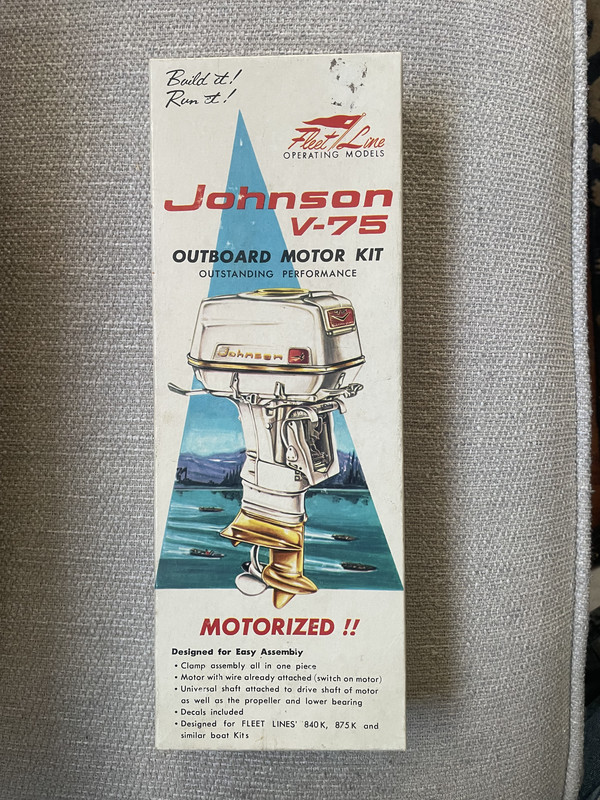 Build it!
Run it!
Fleet Line
OPERATING MODELS
Johnson
V-75
OUTBOARD MOTOR KIT
OUTSTANDING PERFORMANCE
Johnson
MOTORIZED !!
Designed for Easy Assembly
• Clamp assembly all in one piece
• Motor with wire already attached (switch on motor)
• Universal shaft attached to drive shaft of motor
as well as the propeller and lower bearing
• Decals included
• Designed for FLEET LINES' 840K, 875K and
similar boat Kits